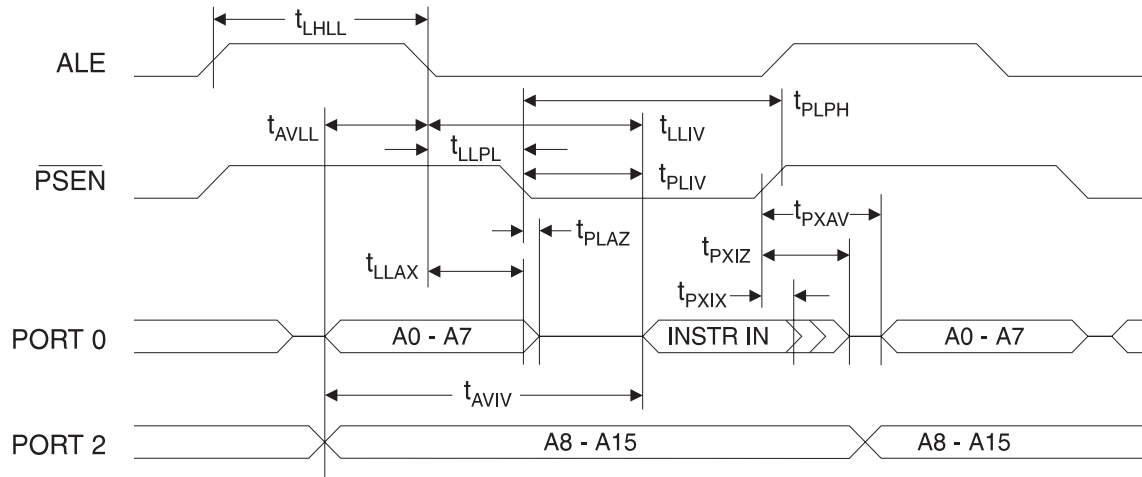 tLHLL
ALE
tPLPH
tAVLL
tLLIV
tLLPL
PSEN
tPLIV
tPXAV
tPLAZ
tPXIZ
tLLAX
tPXIX
PORT 0
A0 - A7
INSTR IN
A0 - A7
tAVIV
PORT 2
A8 - A15
A8 - A15